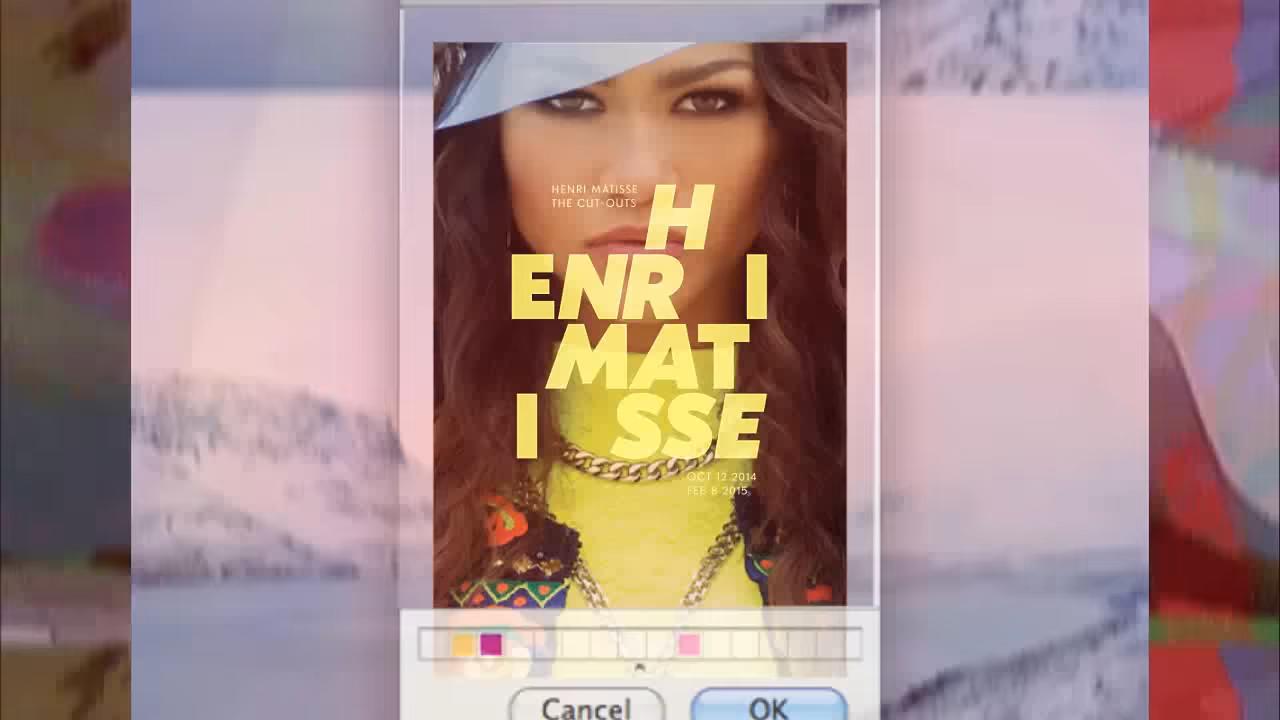 HENRI MATISSE
THE CUT-OUTS
H
ENR I
MAT
I SSE
OCT 12.2014
FEB 8 2015
Cancel OK